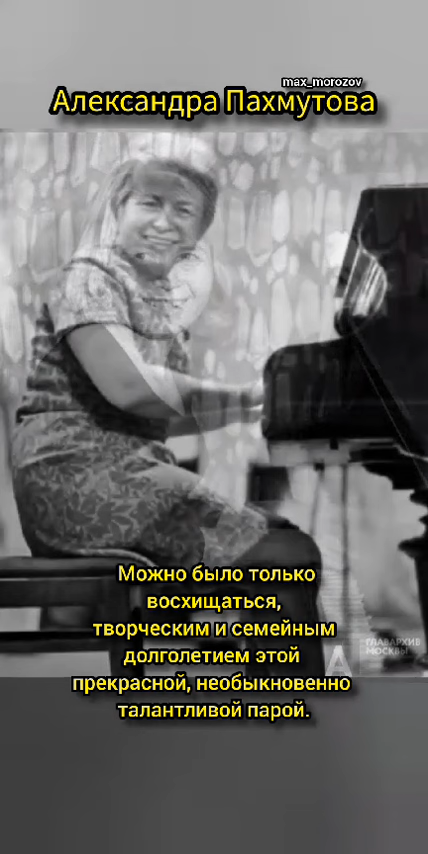 max_morozov
Александра Пахмутова
Можно было только
восхищаться,
творческим и семейным
долголетием этой
прекрасной, необыкновенно
талантливой парой.
ГЛАВАРХИВ
МОСКВЫ